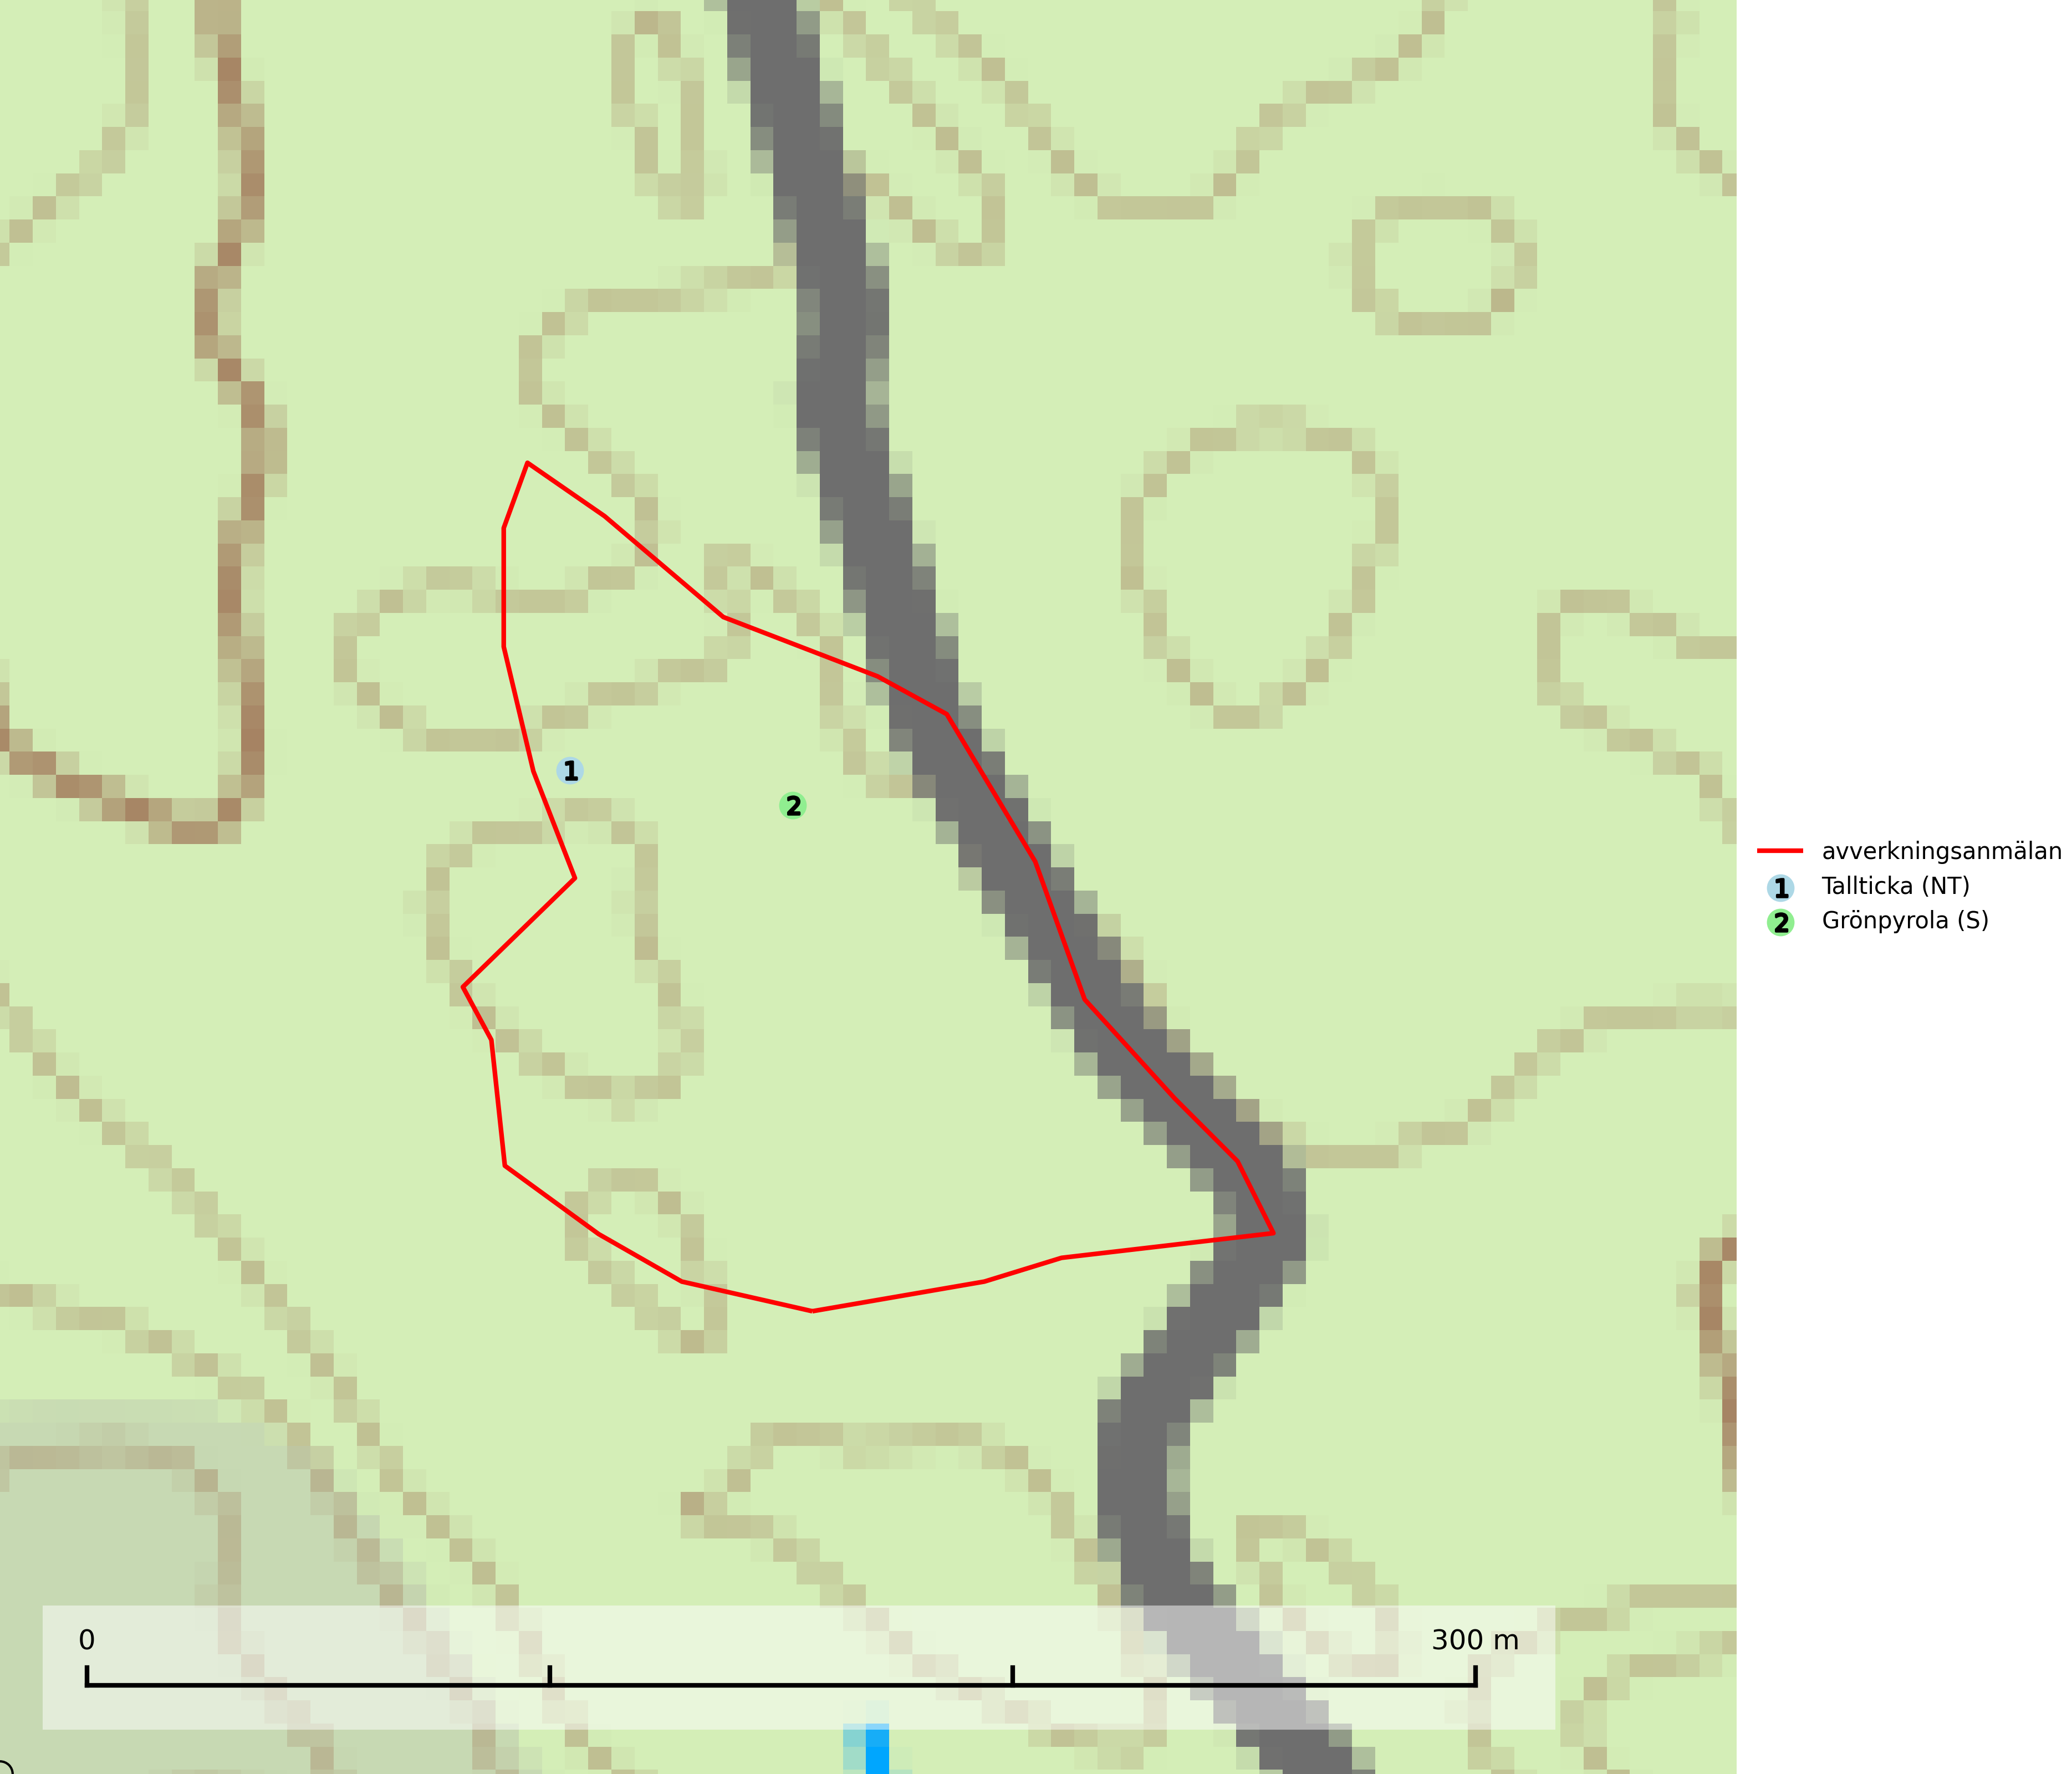 1
2
avverkningsanmälan
1 Tallticka (NT)
2 Grönpyrola (S)
0 300 m